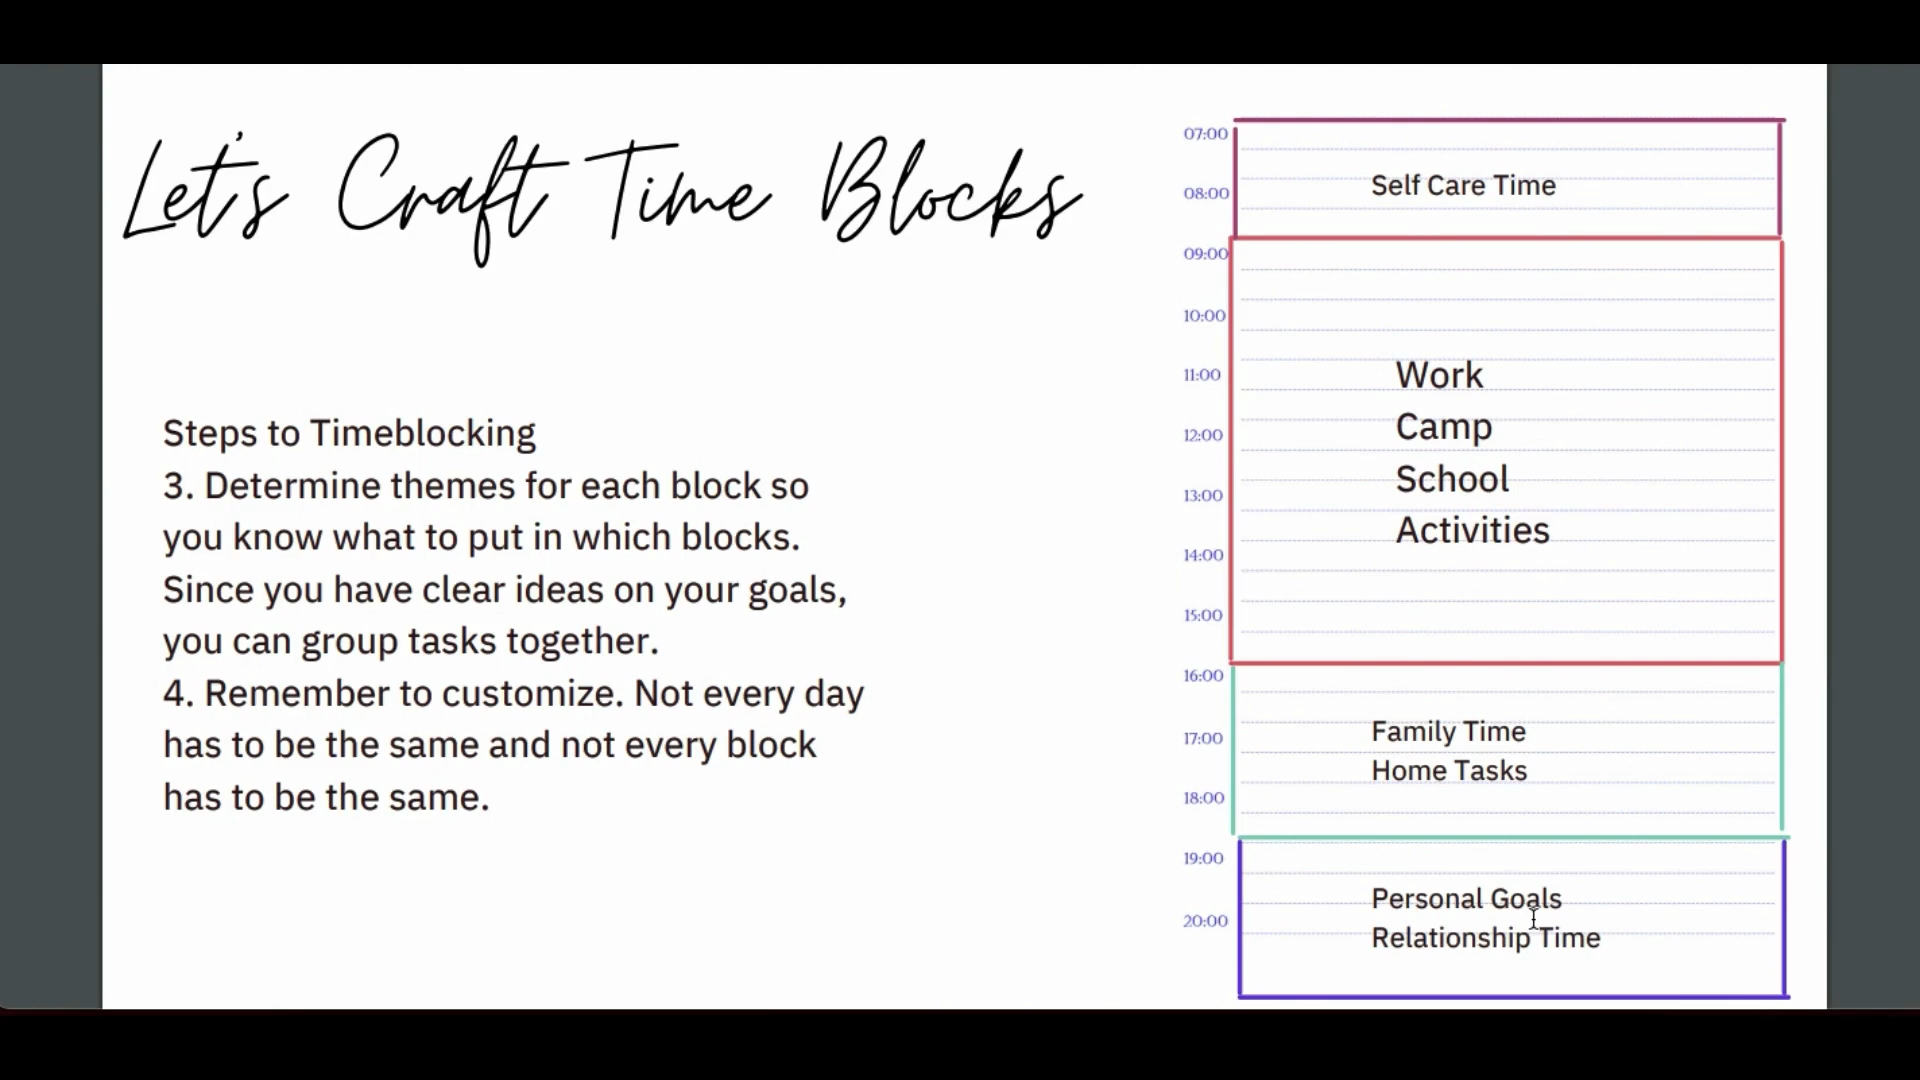 Let's Craft Time Blocks
Steps to Timeblocking
3. Determine themes for each block so
you know what to put in which blocks.
Since you have clear ideas on your goals,
you can group tasks together.
4. Remember to customize. Not every day
has to be the same and not every block
has to be the same.
07:00
Self Care Time
08:00
09:00
10:00
11:00
Work
Camp
12:00
School
13:00
Activities
14:00
15:00
16:00
Family Time
17:00
Home Tasks
18:00
19:00
Personal Goals
20:00
Relationship Time